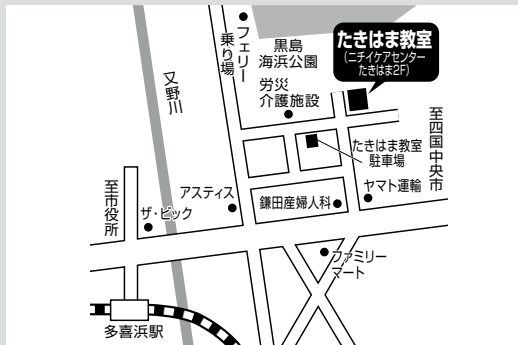 フェリー
乗り場
黒島
海浜公園
たきはま教室
(ニチイケアセンター
たきはま2F)
又野川
労災
介護施設
たきはま教室
駐車場
至四国中央市
至市役所
アスティス
ザ・ビック
鎌田産婦人科
ヤマト運輸
ファミリー
マート
多喜浜駅